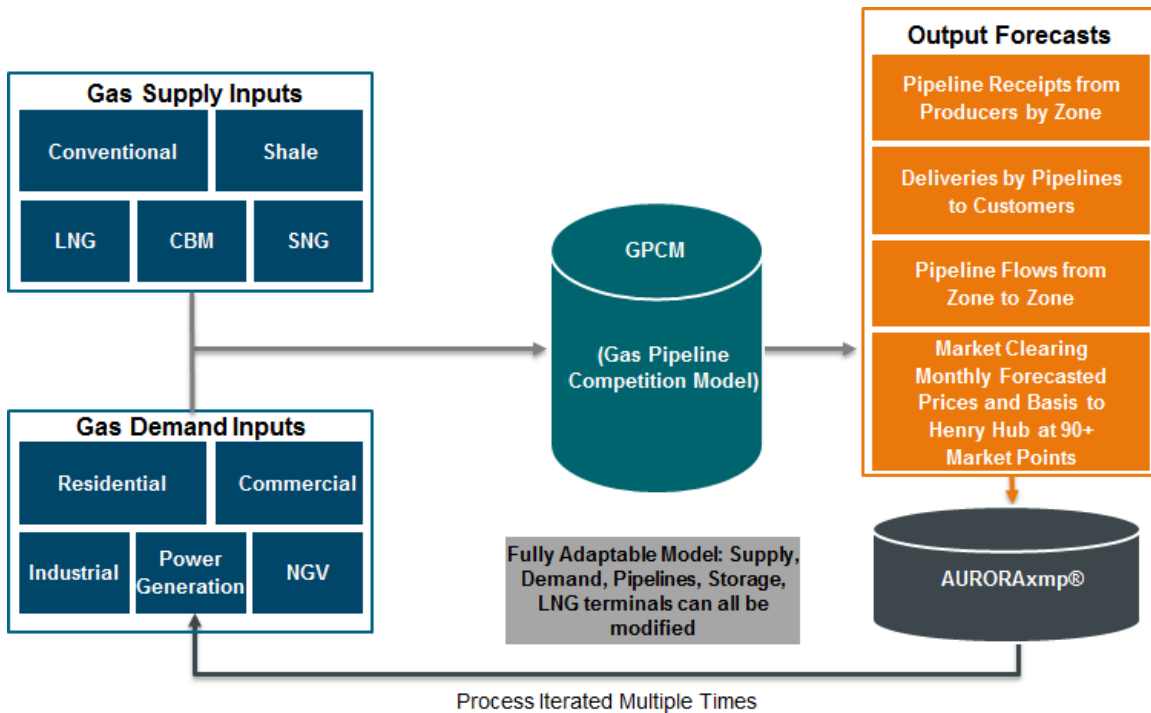 Gas Supply Inputs
Conventional
Shale
LNG
CBM
SNG
Gas Demand Inputs
Residential
Commercial
Industrial
Power
Generation
NGV
GPCM
(Gas Pipeline
Competition Model)
Fully Adaptable Model: Supply,
Demand, Pipelines, Storage,
LNG terminals can all be
modified
Output Forecasts
Pipeline Receipts from
Producers by Zone
Deliveries by Pipelines
to Customers
Pipeline Flows from
Zone to Zone
Market Clearing
Monthly Forecasted
Prices and Basis to
Henry Hub at 90+
Market Points
AURORAxmp®
Process Iterated Multiple Times